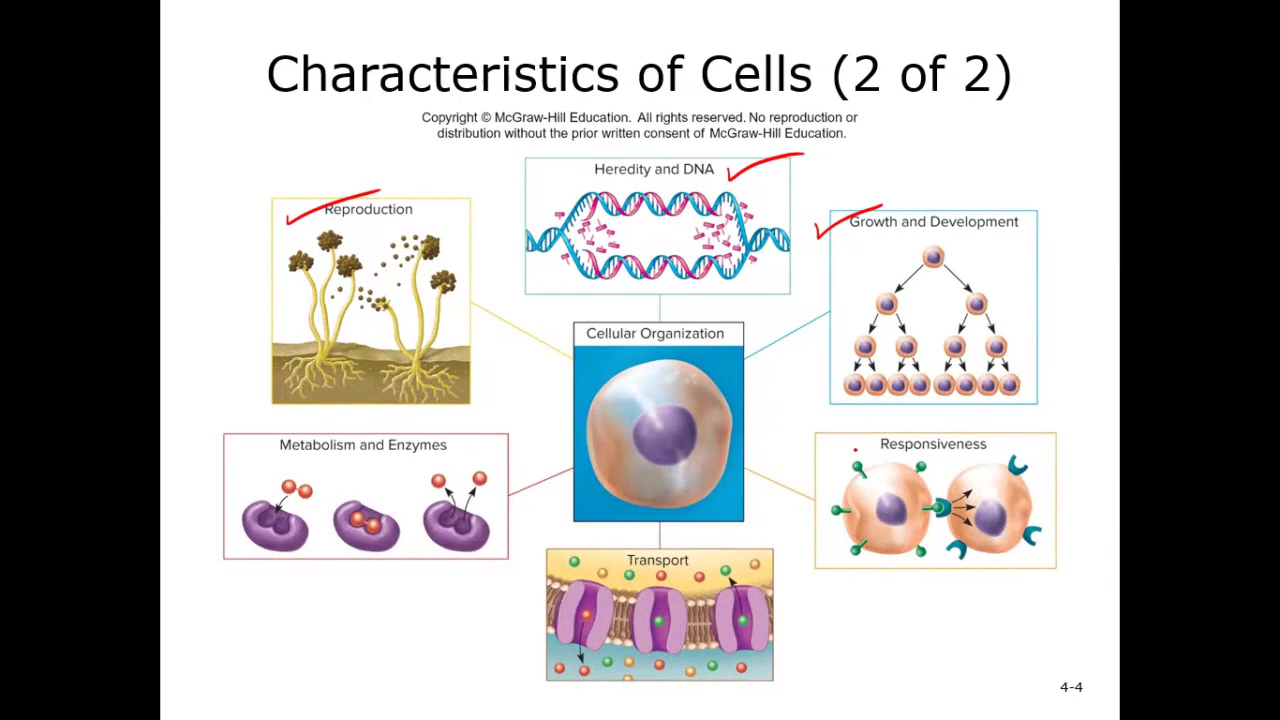 Characteristics of Cells (2 of 2)
Copyright © McGraw-Hill Education. All rights reserved. No reproduction or
distribution without the prior written consent of McGraw-Hill Education.
Heredity and DNA
Reproduction
Growth and Development
Cellular Organization
Metabolism and Enzymes
Responsiveness
Transport
4-4